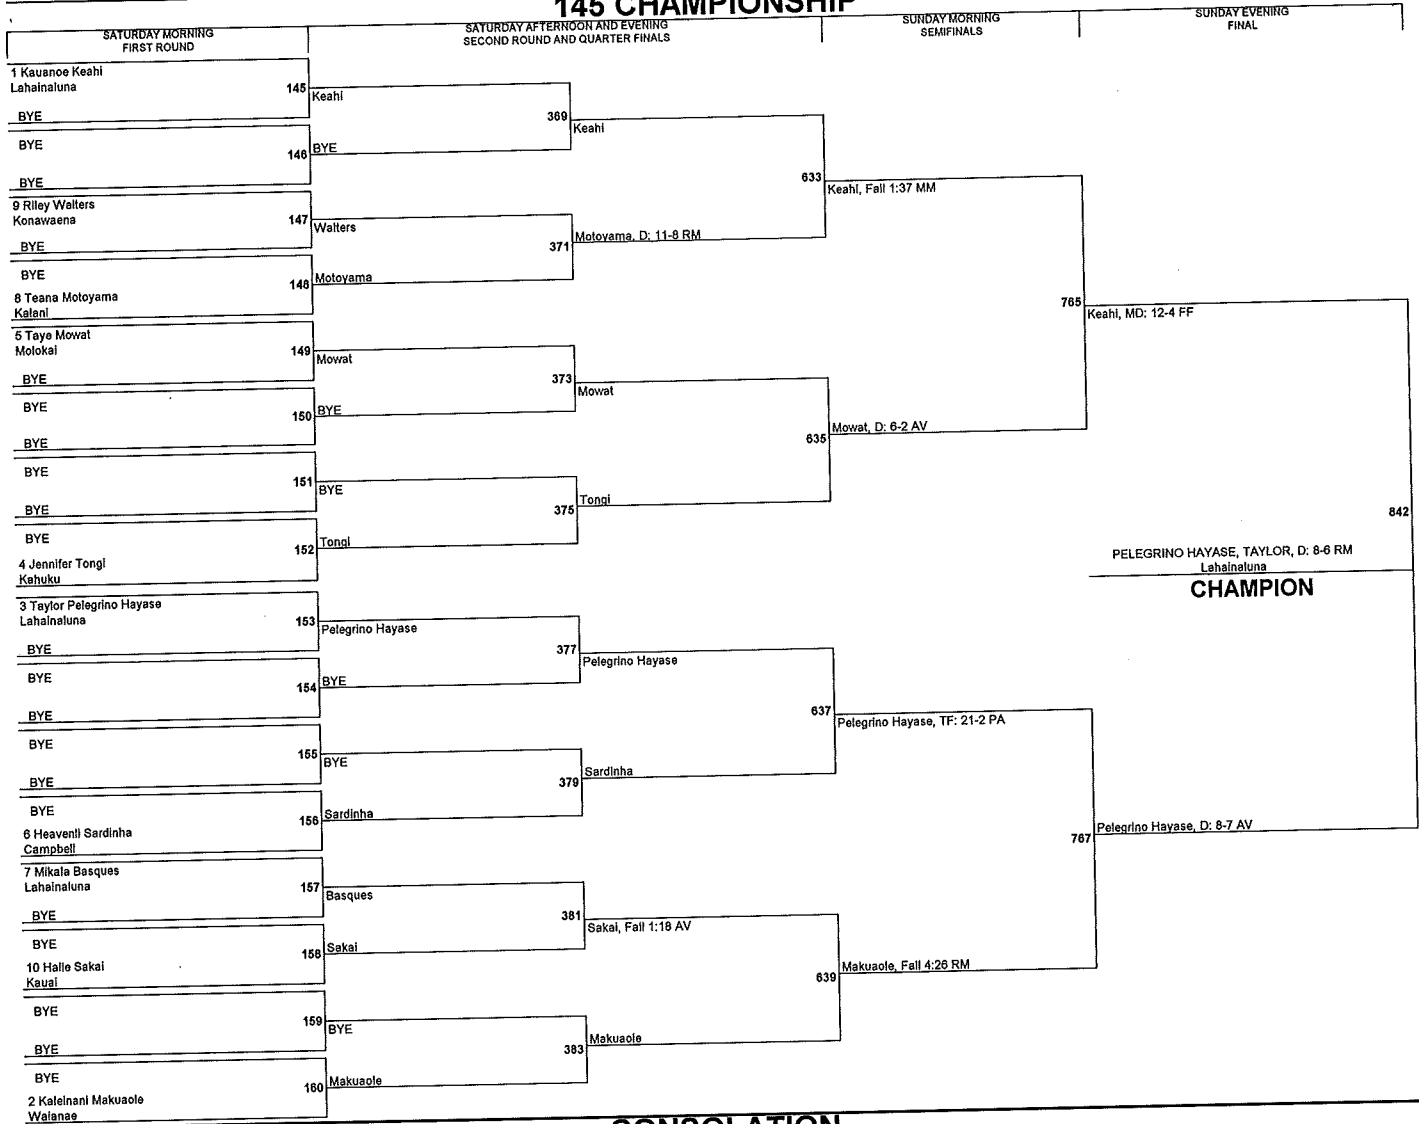 145 CHAMPIONSHIP
SATURDAY MORNING
FIRST ROUND
SATURDAY AFTERNOON AND EVENING
SECOND ROUND AND QUARTER FINALS
SUNDAY MORNING
SEMIFINALS
SUNDAY EVENING
FINAL
1 Kauanoe Keahi
Lahainaluna
145
BYE
Keahi
369
Keahi
BYE
146
BYE
BYE
633
Keahi, Fall 1:37 MM
9 Riley Walters
Konawaena
147
BYE
Walters
371
Motoyama, D: 11-8 RM
BYE
148
8 Teana Motoyama
Kalani
Motoyama
765
Keahi, MD: 12-4 FF
5 Taye Mowat
Molokai
149
BYE
Mowat
373
Mowat
BYE
150
BYE
BYE
635
Mowat, D: 6-2 AV
BYE
151
BYE
BYE
375
Tongi
BYE
152
4 Jennifer Tongi
Kahuku
Tongi
842
PELEGRINO HAYASE, TAYLOR, D: 8-6 RM
Lahainaluna
CHAMPION
3 Taylor Pelegrino Hayase
Lahainaluna
153
BYE
Pelegrino Hayase
377
Pelegrino Hayase
BYE
154
BYE
BYE
637
Pelegrino Hayase, TF: 21-2 PA
BYE
155
BYE
BYE
379
Sardinha
BYE
156
6 Heavenli Sardinha
Campbell
Sardinha
767
Pelegrino Hayase, D: 8-7 AV
7 Mikala Basques
Lahainaluna
157
BYE
Basques
381
Sakai, Fall 1:18 AV
BYE
158
10 Halle Sakai
Kauai
Sakai
639
Makuaole, Fall 4:26 RM
BYE
159
BYE
BYE
383
Makuaole
BYE
160
2 Kaleinani Makuaole
Waianae
Makuaole
CONSOLATION